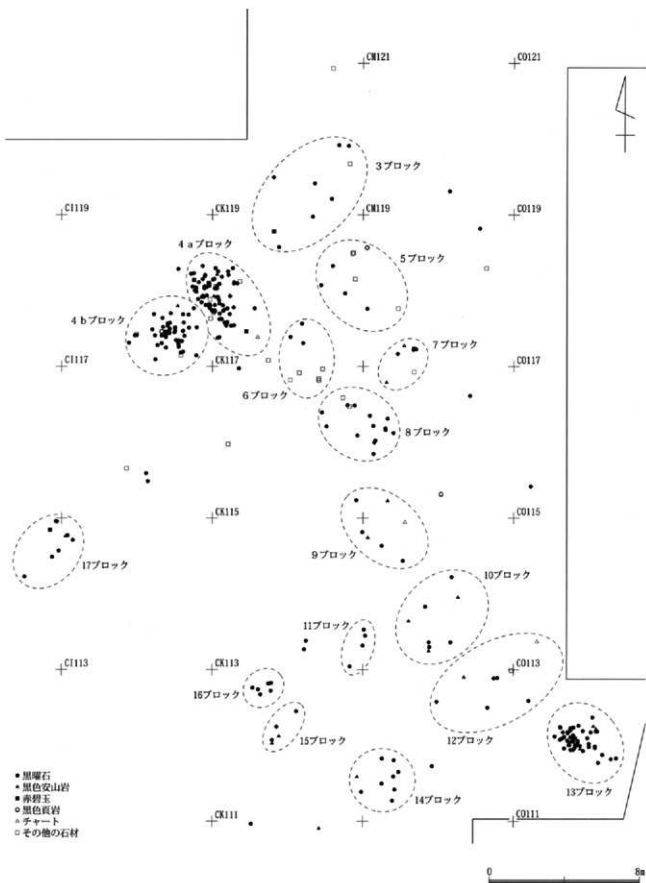 CM121
CO121
3ブロック
CI119
CK119
CM119
CO119
4aブロック
5ブロック
4bブロック
7ブロック
CI117
CK117
CO117
6ブロック
8ブロック
CK115
CO115
9ブロック
17ブロック
10ブロック
11ブロック
CI113
CK113
CO113
16ブロック
15ブロック
12ブロック
13ブロック
14ブロック
黒曜石
黒色安山岩
赤碧玉
黒色頁岩
チャート
その他の石材
CK111
CO111
0 8m